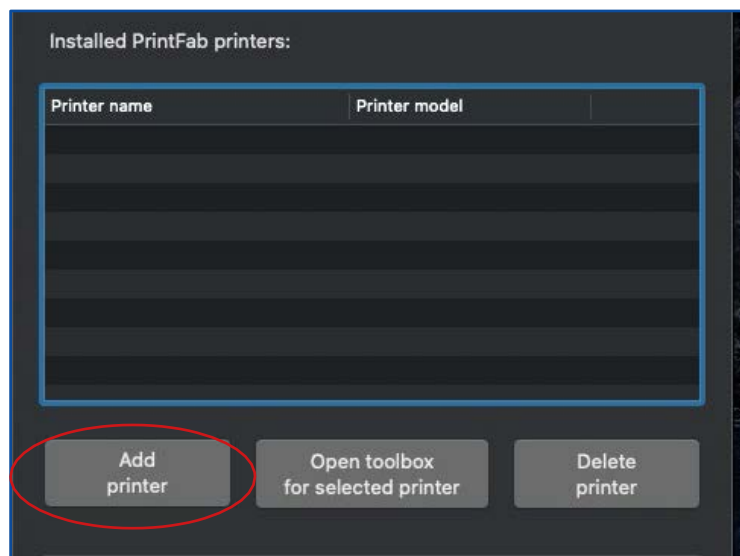 Installed PrintFab printers:
Printer name Printer model
Add
printer
Open toolbox
for selected printer
Delete
printer